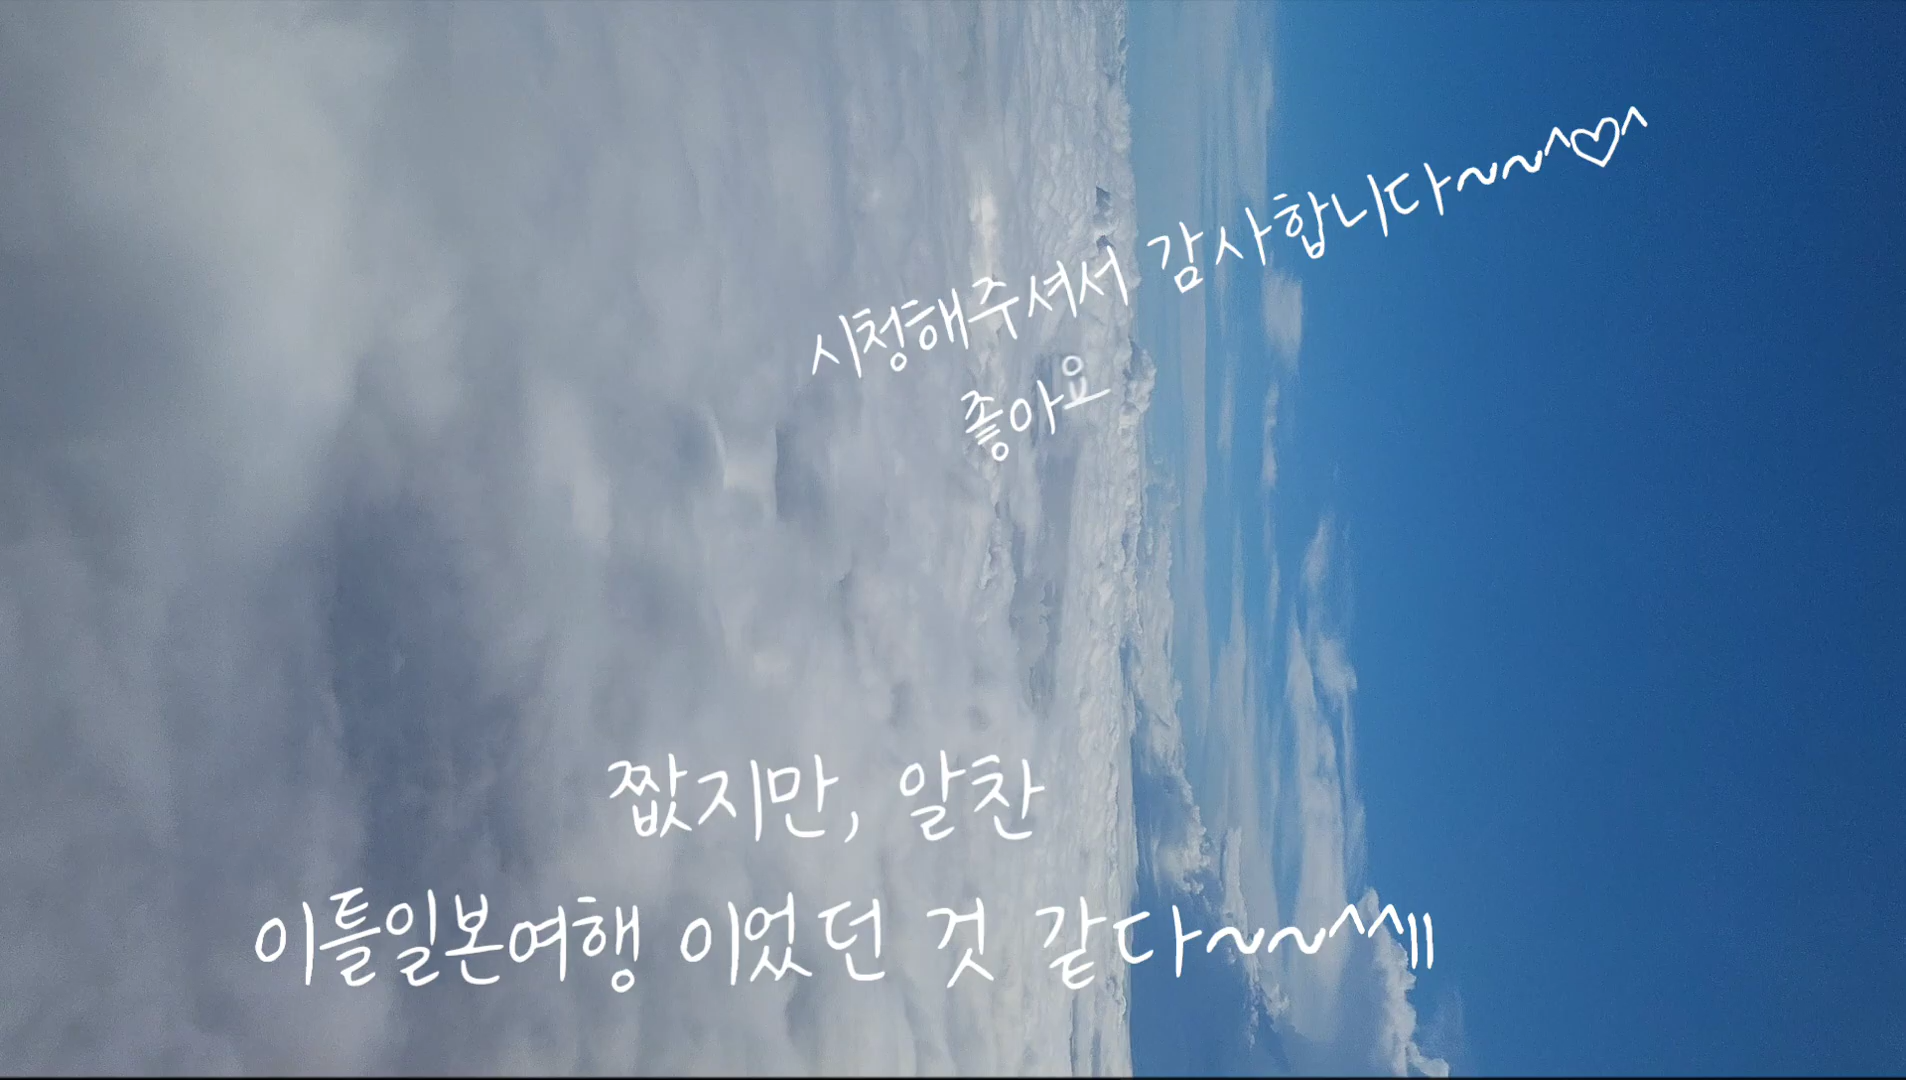 시청해주셔서 감사합니다~~^♡^
좋아요
짧지만, 알찬
이틀일본여행 이었던 것 같다~~^^;;